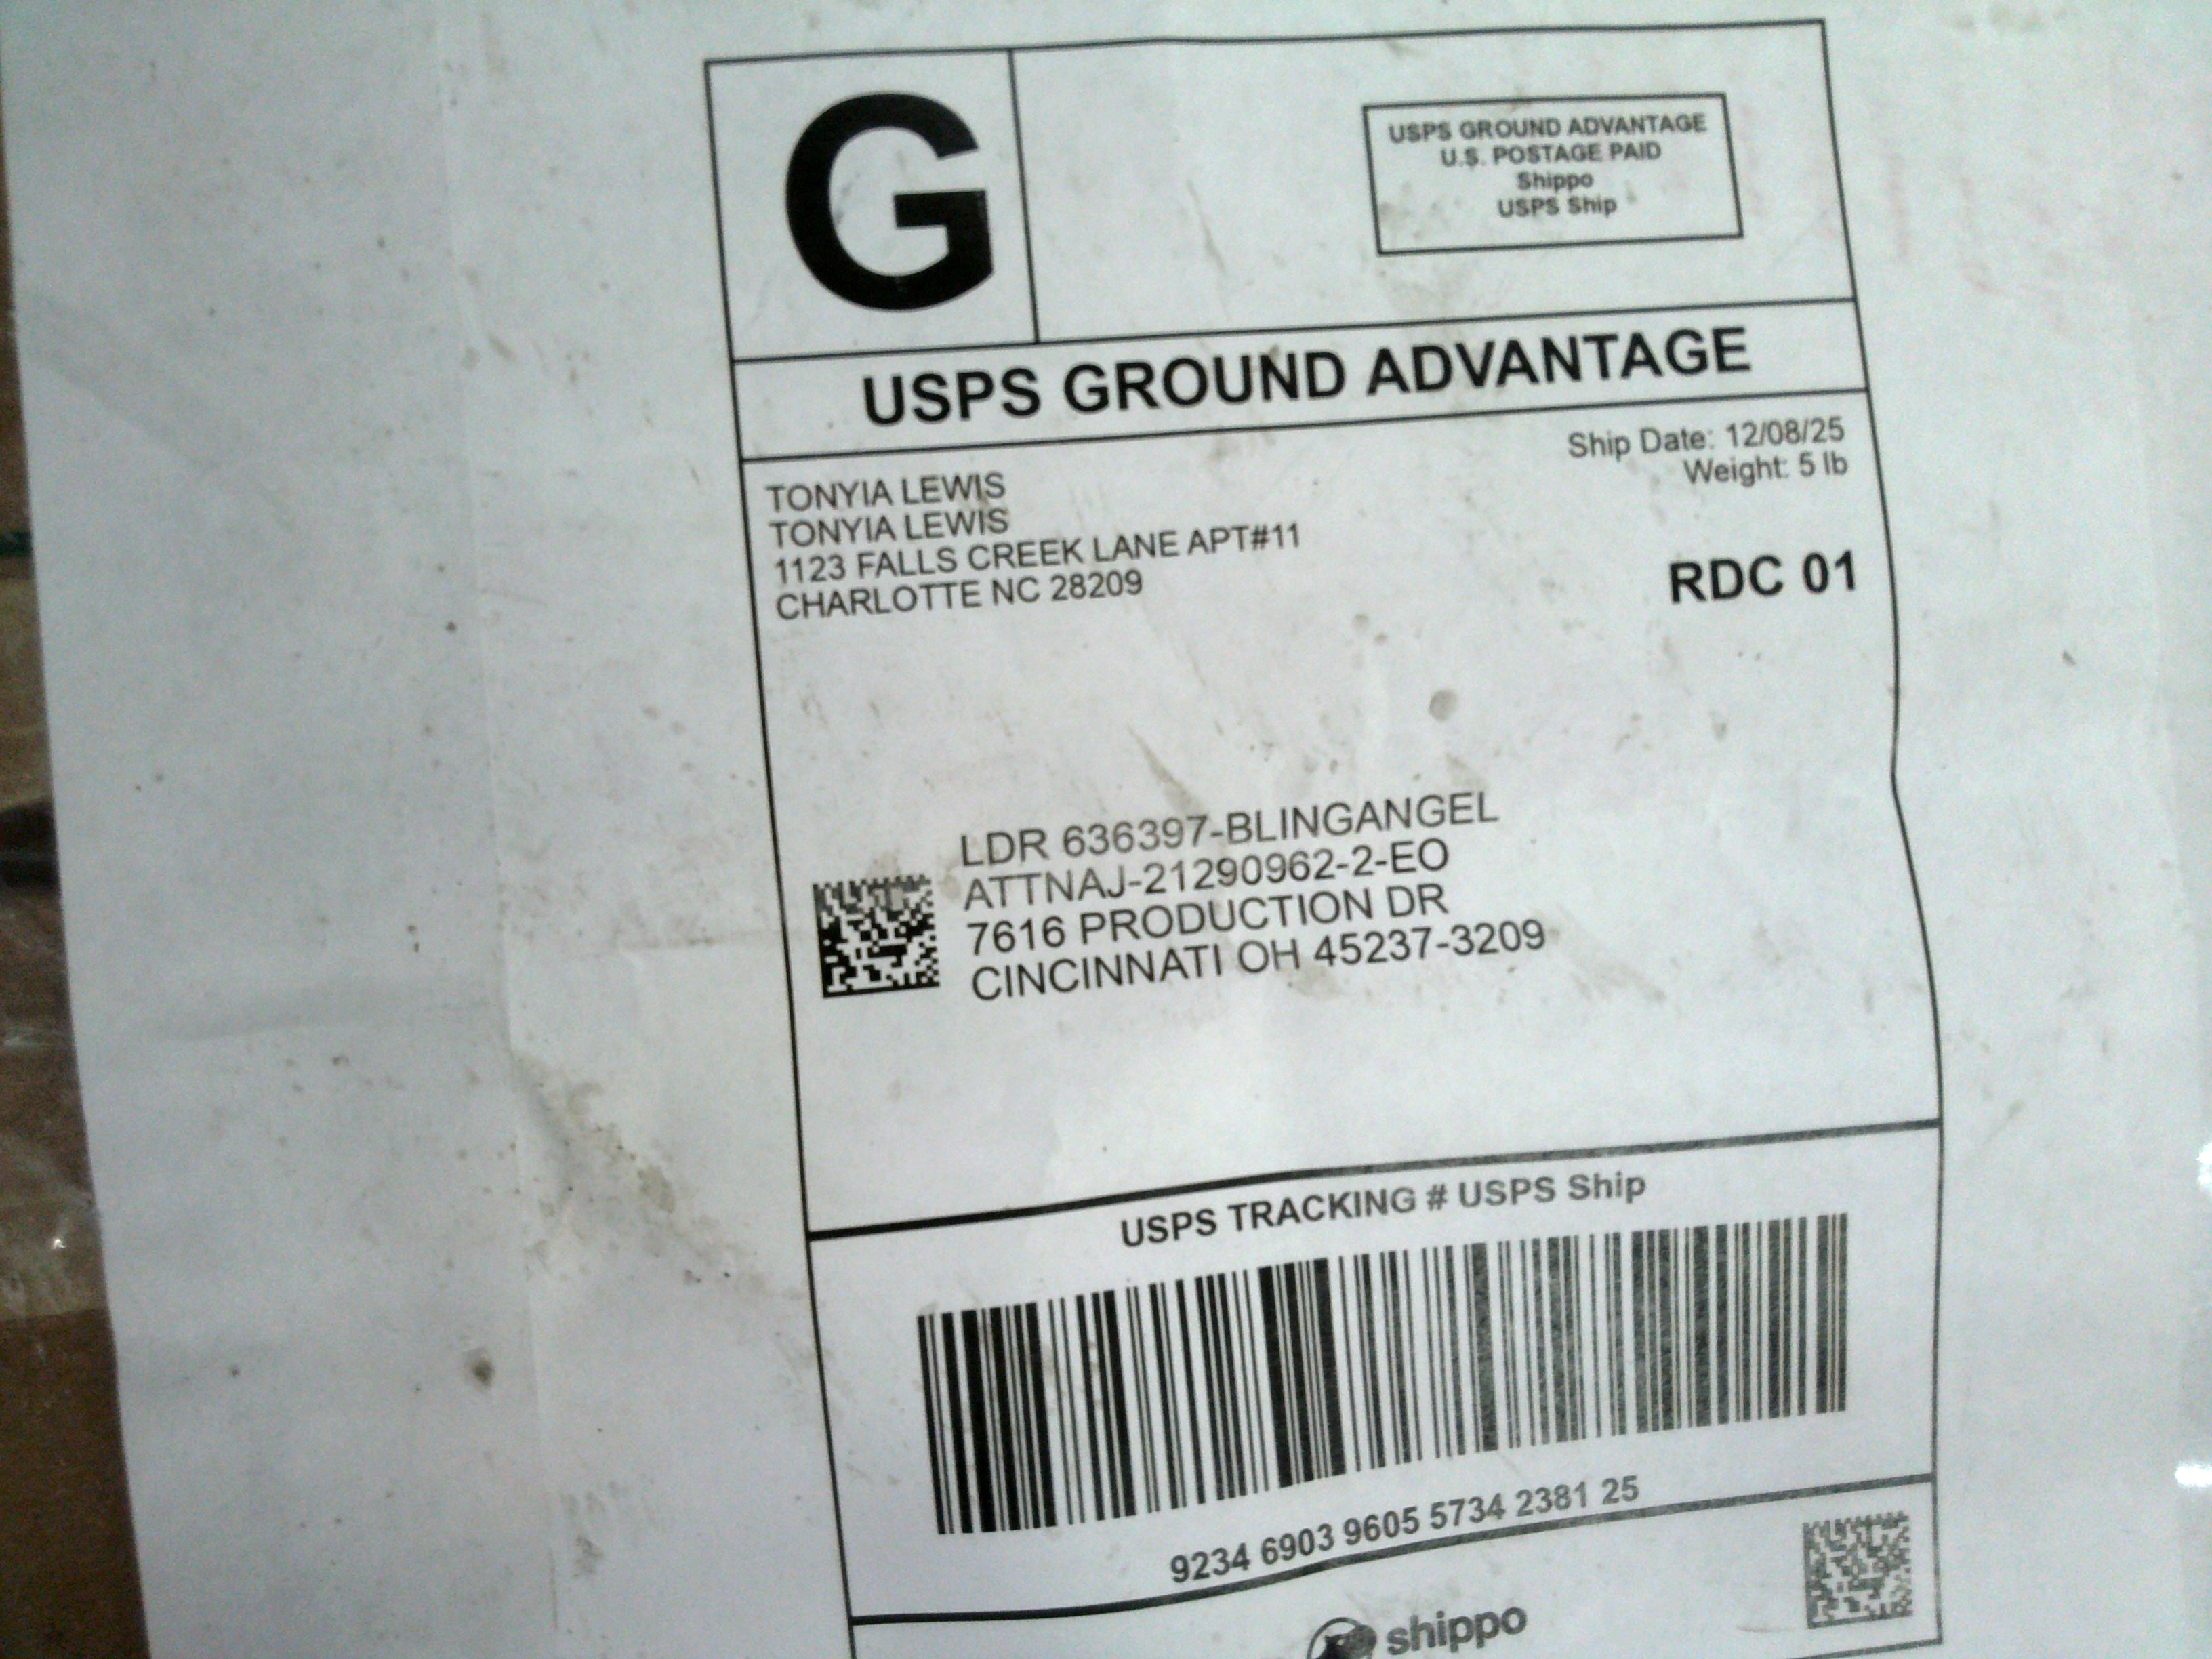 G
USPS GROUND ADVANTAGE
U.S. POSTAGE PAID
Shippo
USPS Ship
USPS GROUND ADVANTAGE
Ship Date: 12/08/25
Weight: 5 lb
TONYIA LEWIS
TONYIA LEWIS
1123 FALLS CREEK LANE APT#11
CHARLOTTE NC 28209
RDC 01
LDR 636397-BLINGANGEL
ATTNAJ-21290962-2-EO
7616 PRODUCTION DR
CINCINNATI OH 45237-3209
USPS TRACKING # USPS Ship
9234 6903 9605 5734 2381 25
shippo